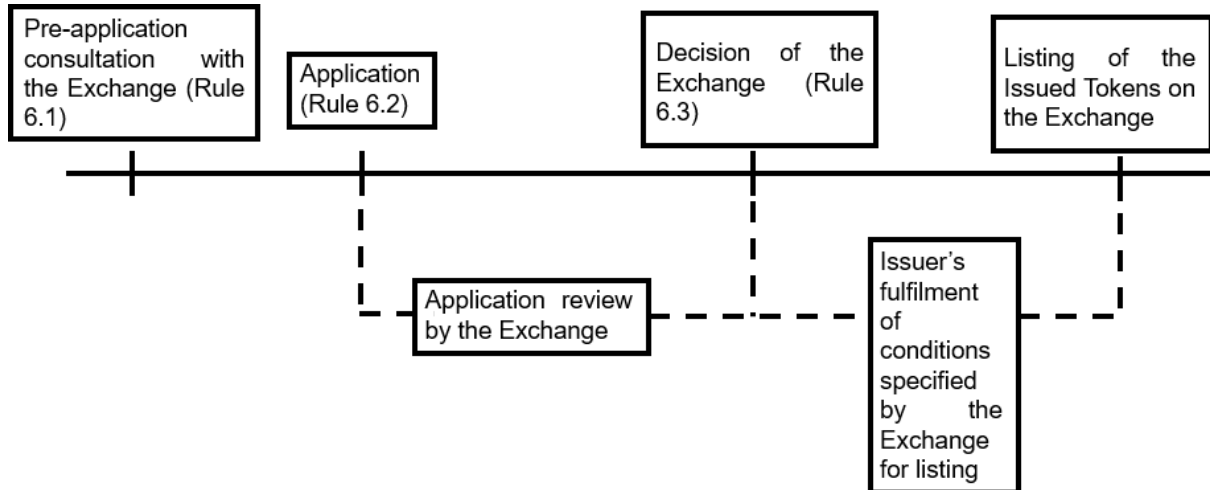 Pre-application
consultation with
the Exchange (Rule
6.1)
Application
(Rule 6.2)
Decision of the
Exchange (Rule
6.3)
Listing of the
Issued Tokens on
the Exchange
Application review
by the Exchange
Issuer's
fulfilment
of
conditions
specified
by the
Exchange
for listing